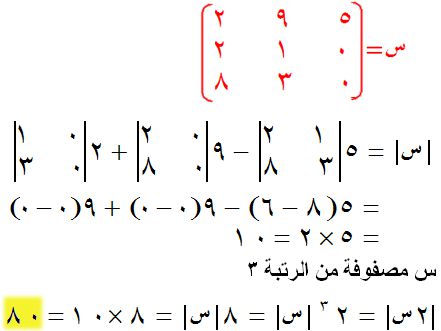 ٥ ٩ ٢
س = ٠ ١ ٢
٠ ٣ ٨
|س| = ٥ |١ ٢| − ٩ |٠ ٢| + ٢ |٠ ١|
|٣ ٨| |٠ ٨| |٠ ٣|
= ٥(٨ − ٦) − ٩(٠ − ٠) + ٩(٠ − ٠)
= ٥ × ٢ = ١٠
س مصفوفة من الرتبة ٣
|٢س| = ٢³ |س| = ٨ |س| = ٨ × ١٠ = ٨٠